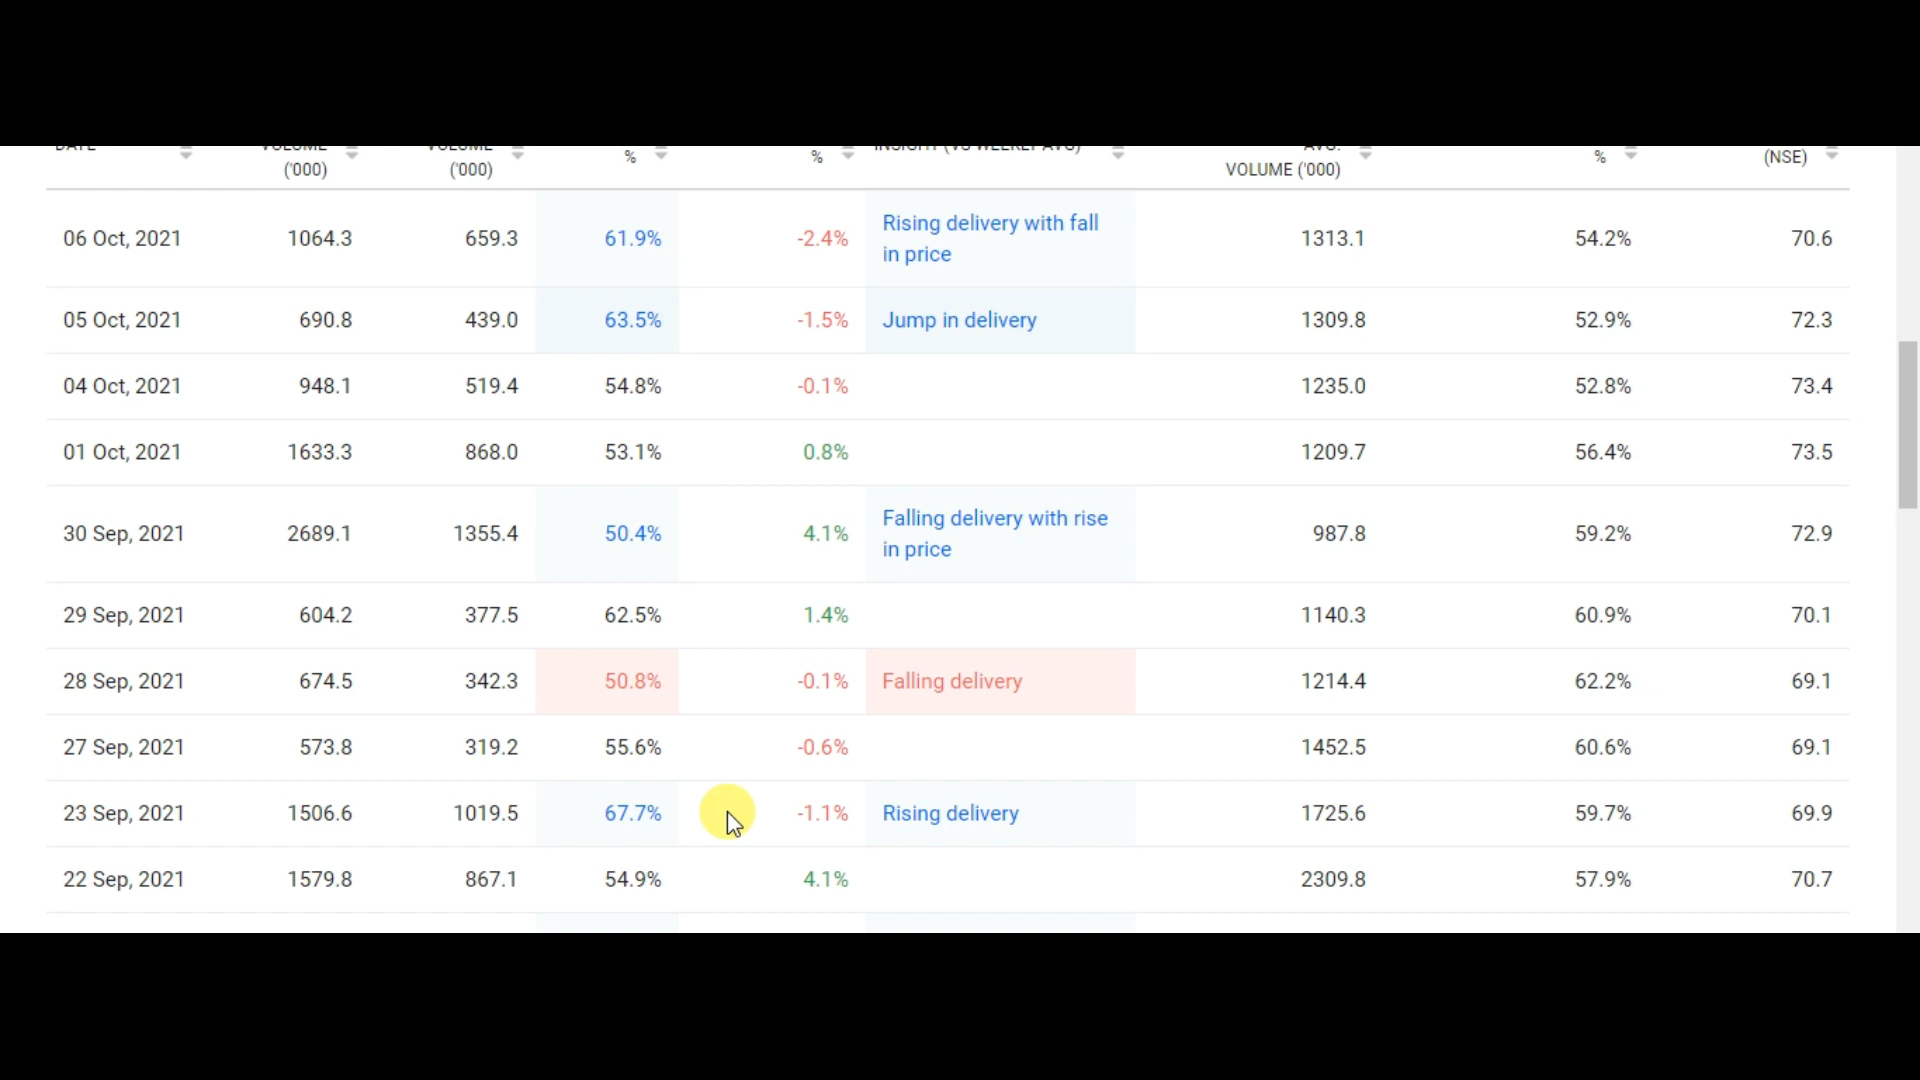 DATE VOLUME VOLUME INSIGHT (VS WEEKLY AVG) AVG.
('000) ('000) % % VOLUME ('000) % (NSE)
06 Oct, 2021 1064.3 659.3 61.9% -2.4% Rising delivery with fall in price 1313.1 54.2% 70.6
05 Oct, 2021 690.8 439.0 63.5% -1.5% Jump in delivery 1309.8 52.9% 72.3
04 Oct, 2021 948.1 519.4 54.8% -0.1% 1235.0 52.8% 73.4
01 Oct, 2021 1633.3 868.0 53.1% 0.8% 1209.7 56.4% 73.5
30 Sep, 2021 2689.1 1355.4 50.4% 4.1% Falling delivery with rise in price 987.8 59.2% 72.9
29 Sep, 2021 604.2 377.5 62.5% 1.4% 1140.3 60.9% 70.1
28 Sep, 2021 674.5 342.3 50.8% -0.1% Falling delivery 1214.4 62.2% 69.1
27 Sep, 2021 573.8 319.2 55.6% -0.6% 1452.5 60.6% 69.1
23 Sep, 2021 1506.6 1019.5 67.7% -1.1% Rising delivery 1725.6 59.7% 69.9
22 Sep, 2021 1579.8 867.1 54.9% 4.1% 2309.8 57.9% 70.7